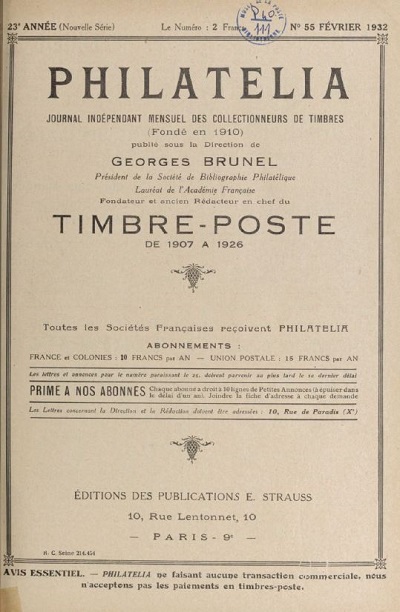 23e ANNÉE (Nouvelle Série) Le Numéro : 2 Francs No 55 FÉVRIER 1932
P40
111
PHILATELIA
JOURNAL INDÉPENDANT MENSUEL DES COLLECTIONNEURS DE TIMBRES
(Fondé en 1910)
publié sous la Direction de
GEORGES BRUNEL
Président de la Société de Bibliographie Philatélique
Lauréat de l'Académie Française
Fondateur et ancien Rédacteur en chef du
TIMBRE-POSTE
DE 1907 A 1926
Toutes les Sociétés Françaises reçoivent PHILATELIA
ABONNEMENTS :
FRANCE et COLONIES : 10 FRANCS par AN — UNION POSTALE : 15 FRANCS par AN
Les lettres et annonces pour le numéro paraissant le 20, doivent parvenir au plus tard le 10 dernier délai
PRIME A NOS ABONNES Chaque abonné a droit à 10 lignes de Petites Annonces (à épuiser dans
le délai d'un an). Joindre la fiche d'adresse à chaque demande
Les Lettres concernant la Direction et la Rédaction doivent être adressées : 10, Rue de Paradis (Xe)
ÉDITIONS DES PUBLICATIONS E. STRAUSS
10, Rue Lentonnet, 10
— PARIS-9e —
R. C. Seine 214.454
AVIS ESSENTIEL. — PHILATELIA ne faisant aucune transaction commerciale, nous
n'acceptons pas les paiements en timbres-poste.